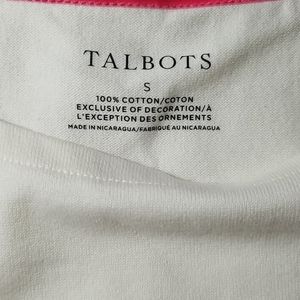 TALBOTS
S
100% COTTON/COTON
EXCLUSIVE OF DECORATION/À
L'EXCEPTION DES ORNEMENTS
MADE IN NICARAGUA/FABRIQUÉ AU NICARAGUA